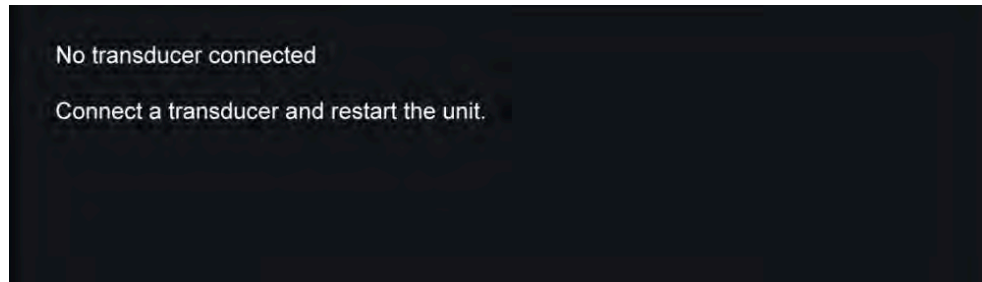 No transducer connected
Connect a transducer and restart the unit.